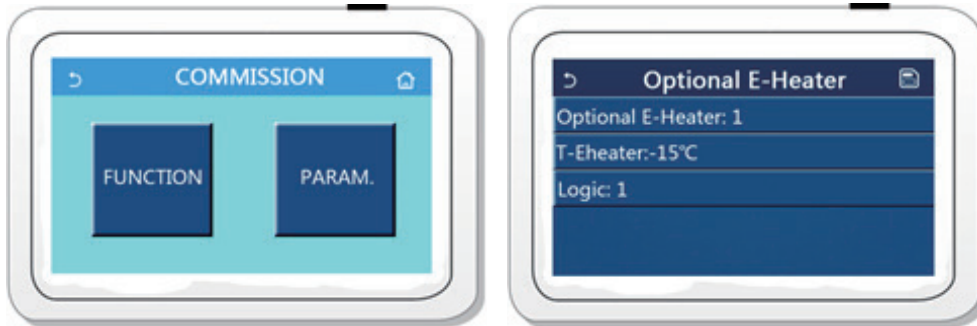 COMMISSION
FUNCTION
PARAM.
Optional E-Heater
Optional E-Heater: 1
T-Eheater:-15℃
Logic: 1